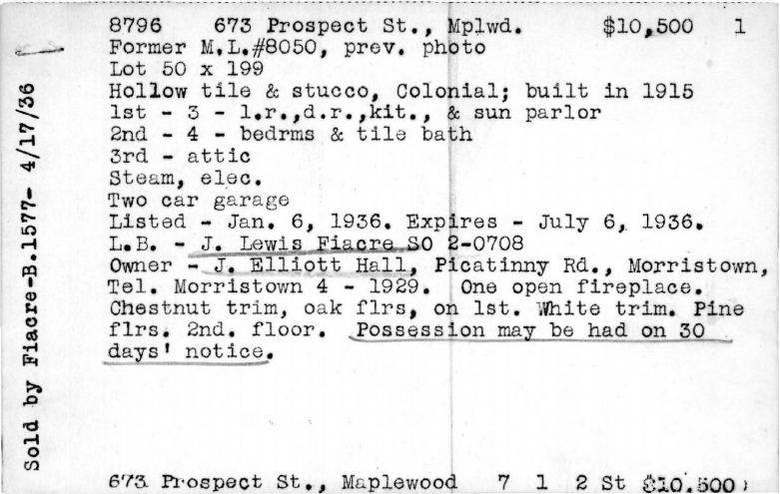 8796 673 Prospect St., Mplwd. $10,500 1
Former M.L.#8050, prev. photo
Lot 50 x 199
Hollow tile & stucco, Colonial; built in 1915
1st - 3 - l.r.,d.r.,kit., & sun parlor
2nd - 4 - bedrms & tile bath
3rd - attic
Steam, elec.
Two car garage
Listed - Jan. 6, 1936. Expires - July 6, 1936.
L.B. - J. Lewis Fiacre SO 2-0708
Owner - J. Elliott Hall, Picatinny Rd., Morristown,
Tel. Morristown 4 - 1929. One open fireplace.
Chestnut trim, oak flrs, on 1st. White trim. Pine
flrs. 2nd. floor. Possession may be had on 30
days' notice.
673 Prospect St., Maplewood 7 1 2 St $10,500
Sold by Fiacre-B.1577- 4/17/36